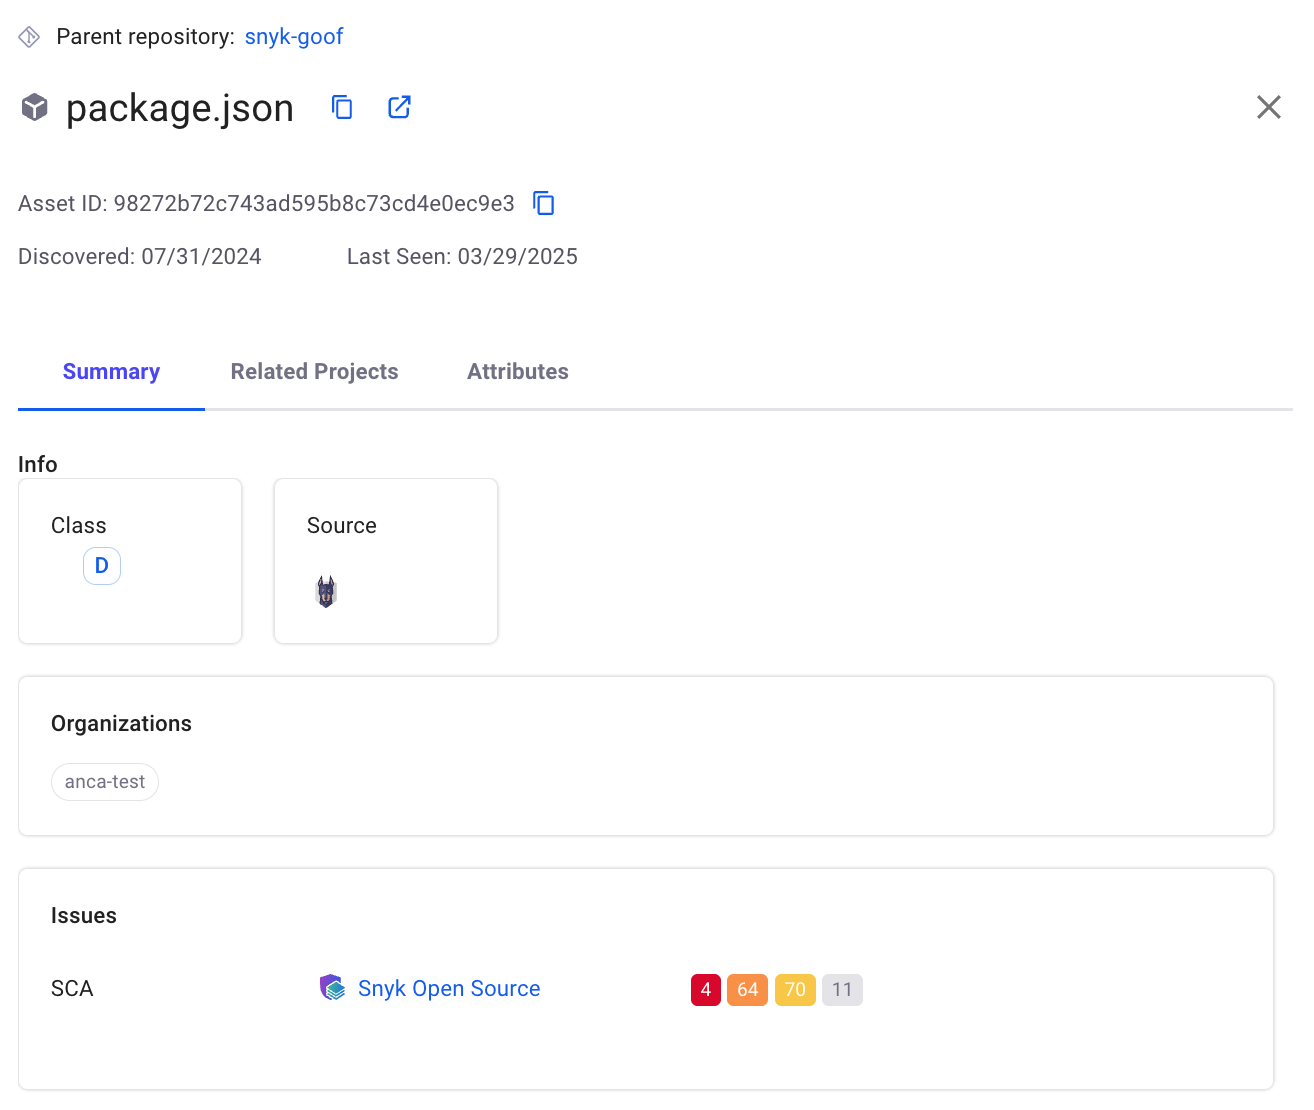 Parent repository: snyk-goof
package.json
Asset ID: 98272b72c743ad595b8c73cd4e0ec9e3
Discovered: 07/31/2024 Last Seen: 03/29/2025
Summary Related Projects Attributes
Info
Class Source
D
Organizations
anca-test
Issues
SCA Snyk Open Source 4 64 70 11